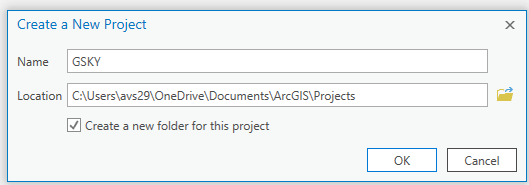 Create a New Project
Name GSKY
Location C:\Users\avs29\OneDrive\Documents\ArcGIS\Projects
Create a new folder for this project
OK Cancel